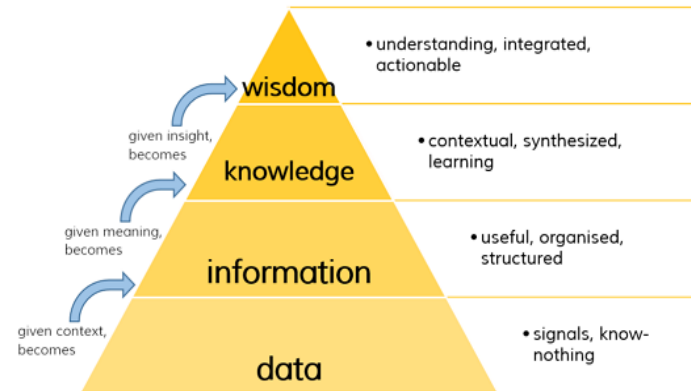 • understanding, integrated,
actionable
wisdom
given insight,
becomes
• contextual, synthesized,
learning
knowledge
given meaning,
becomes
• useful, organised,
structured
information
given context,
becomes
• signals, know-
nothing
data